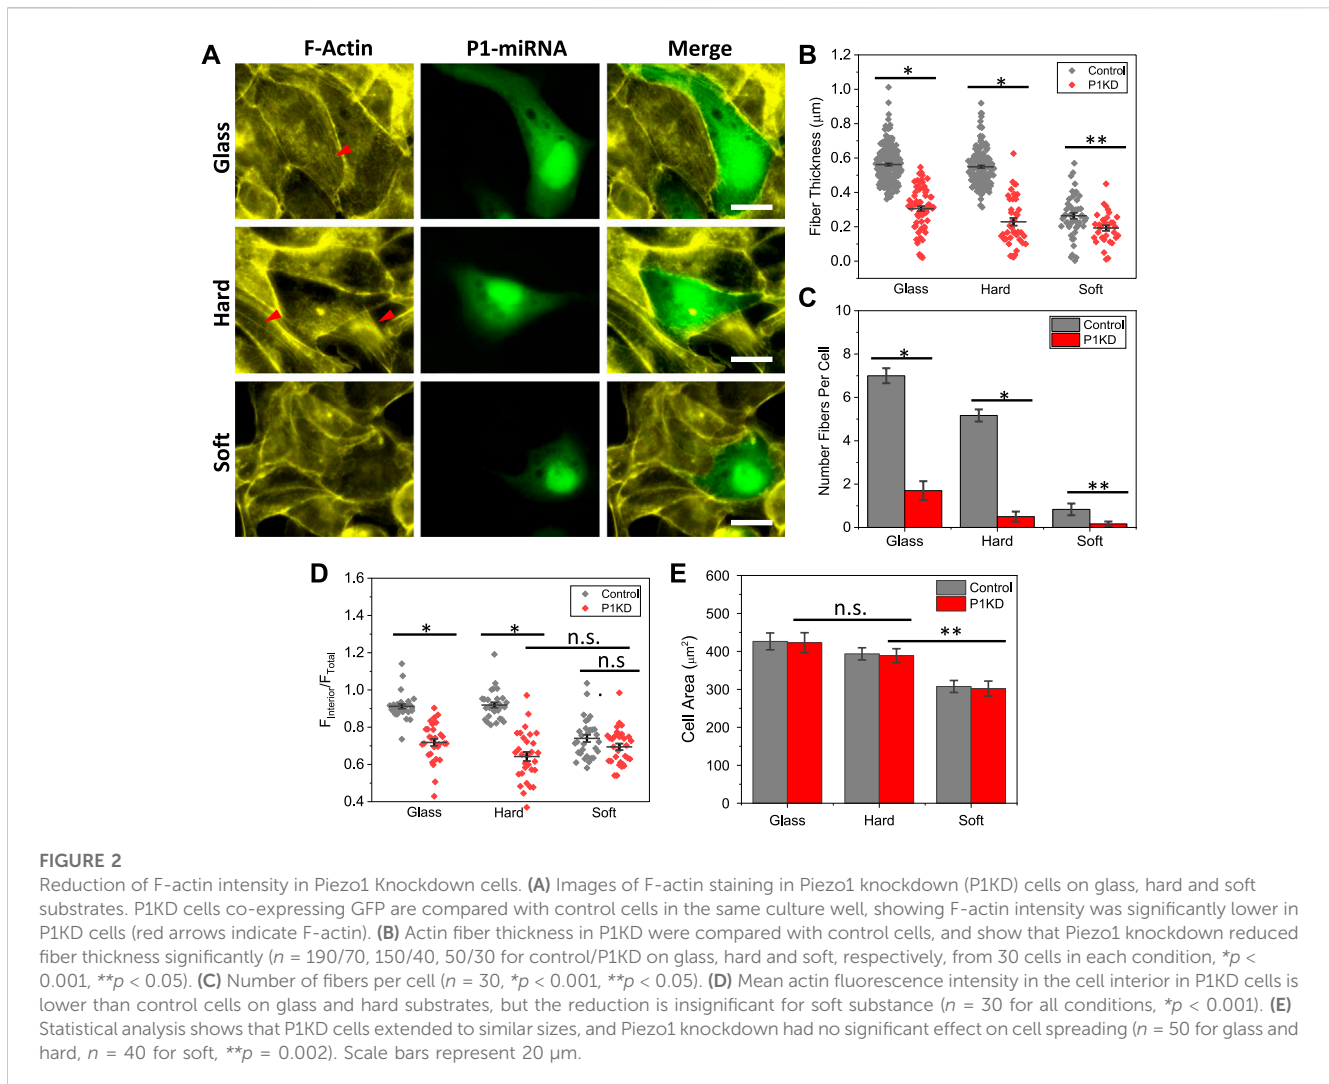 A
F-Actin
P1-miRNA
Merge
Glass
Hard
Soft
B
1.2
1.0
0.8
0.6
0.4
0.2
0.0
Fiber Thickness (μm)
Control
P1KD
*
*
**
Glass
Hard
Soft
C
10
8
6
4
2
0
Number Fibers Per Cell
Control
P1KD
*
*
**
Glass
Hard
Soft
D
1.6
1.4
1.2
1.0
0.8
0.6
0.4
F_Interior/F_Total
Control
P1KD
*
*
n.s.
n.s
Glass
Hard
Soft
E
600
500
400
300
200
100
0
Cell Area (μm²)
Control
P1KD
n.s.
**
Glass
Hard
Soft
FIGURE 2
Reduction of F-actin intensity in Piezo1 Knockdown cells. (A) Images of F-actin staining in Piezo1 knockdown (P1KD) cells on glass, hard and soft
substrates. P1KD cells co-expressing GFP are compared with control cells in the same culture well, showing F-actin intensity was significantly lower in
P1KD cells (red arrows indicate F-actin). (B) Actin fiber thickness in P1KD were compared with control cells, and show that Piezo1 knockdown reduced
fiber thickness significantly (n = 190/70, 150/40, 50/30 for control/P1KD on glass, hard and soft, respectively, from 30 cells in each condition, *p <
0.001, **p < 0.05). (C) Number of fibers per cell (n = 30, *p < 0.001, **p < 0.05). (D) Mean actin fluorescence intensity in the cell interior in P1KD cells is
lower than control cells on glass and hard substrates, but the reduction is insignificant for soft substance (n = 30 for all conditions, *p < 0.001). (E)
Statistical analysis shows that P1KD cells extended to similar sizes, and Piezo1 knockdown had no significant effect on cell spreading (n = 50 for glass and
hard, n = 40 for soft, **p = 0.002). Scale bars represent 20 μm.